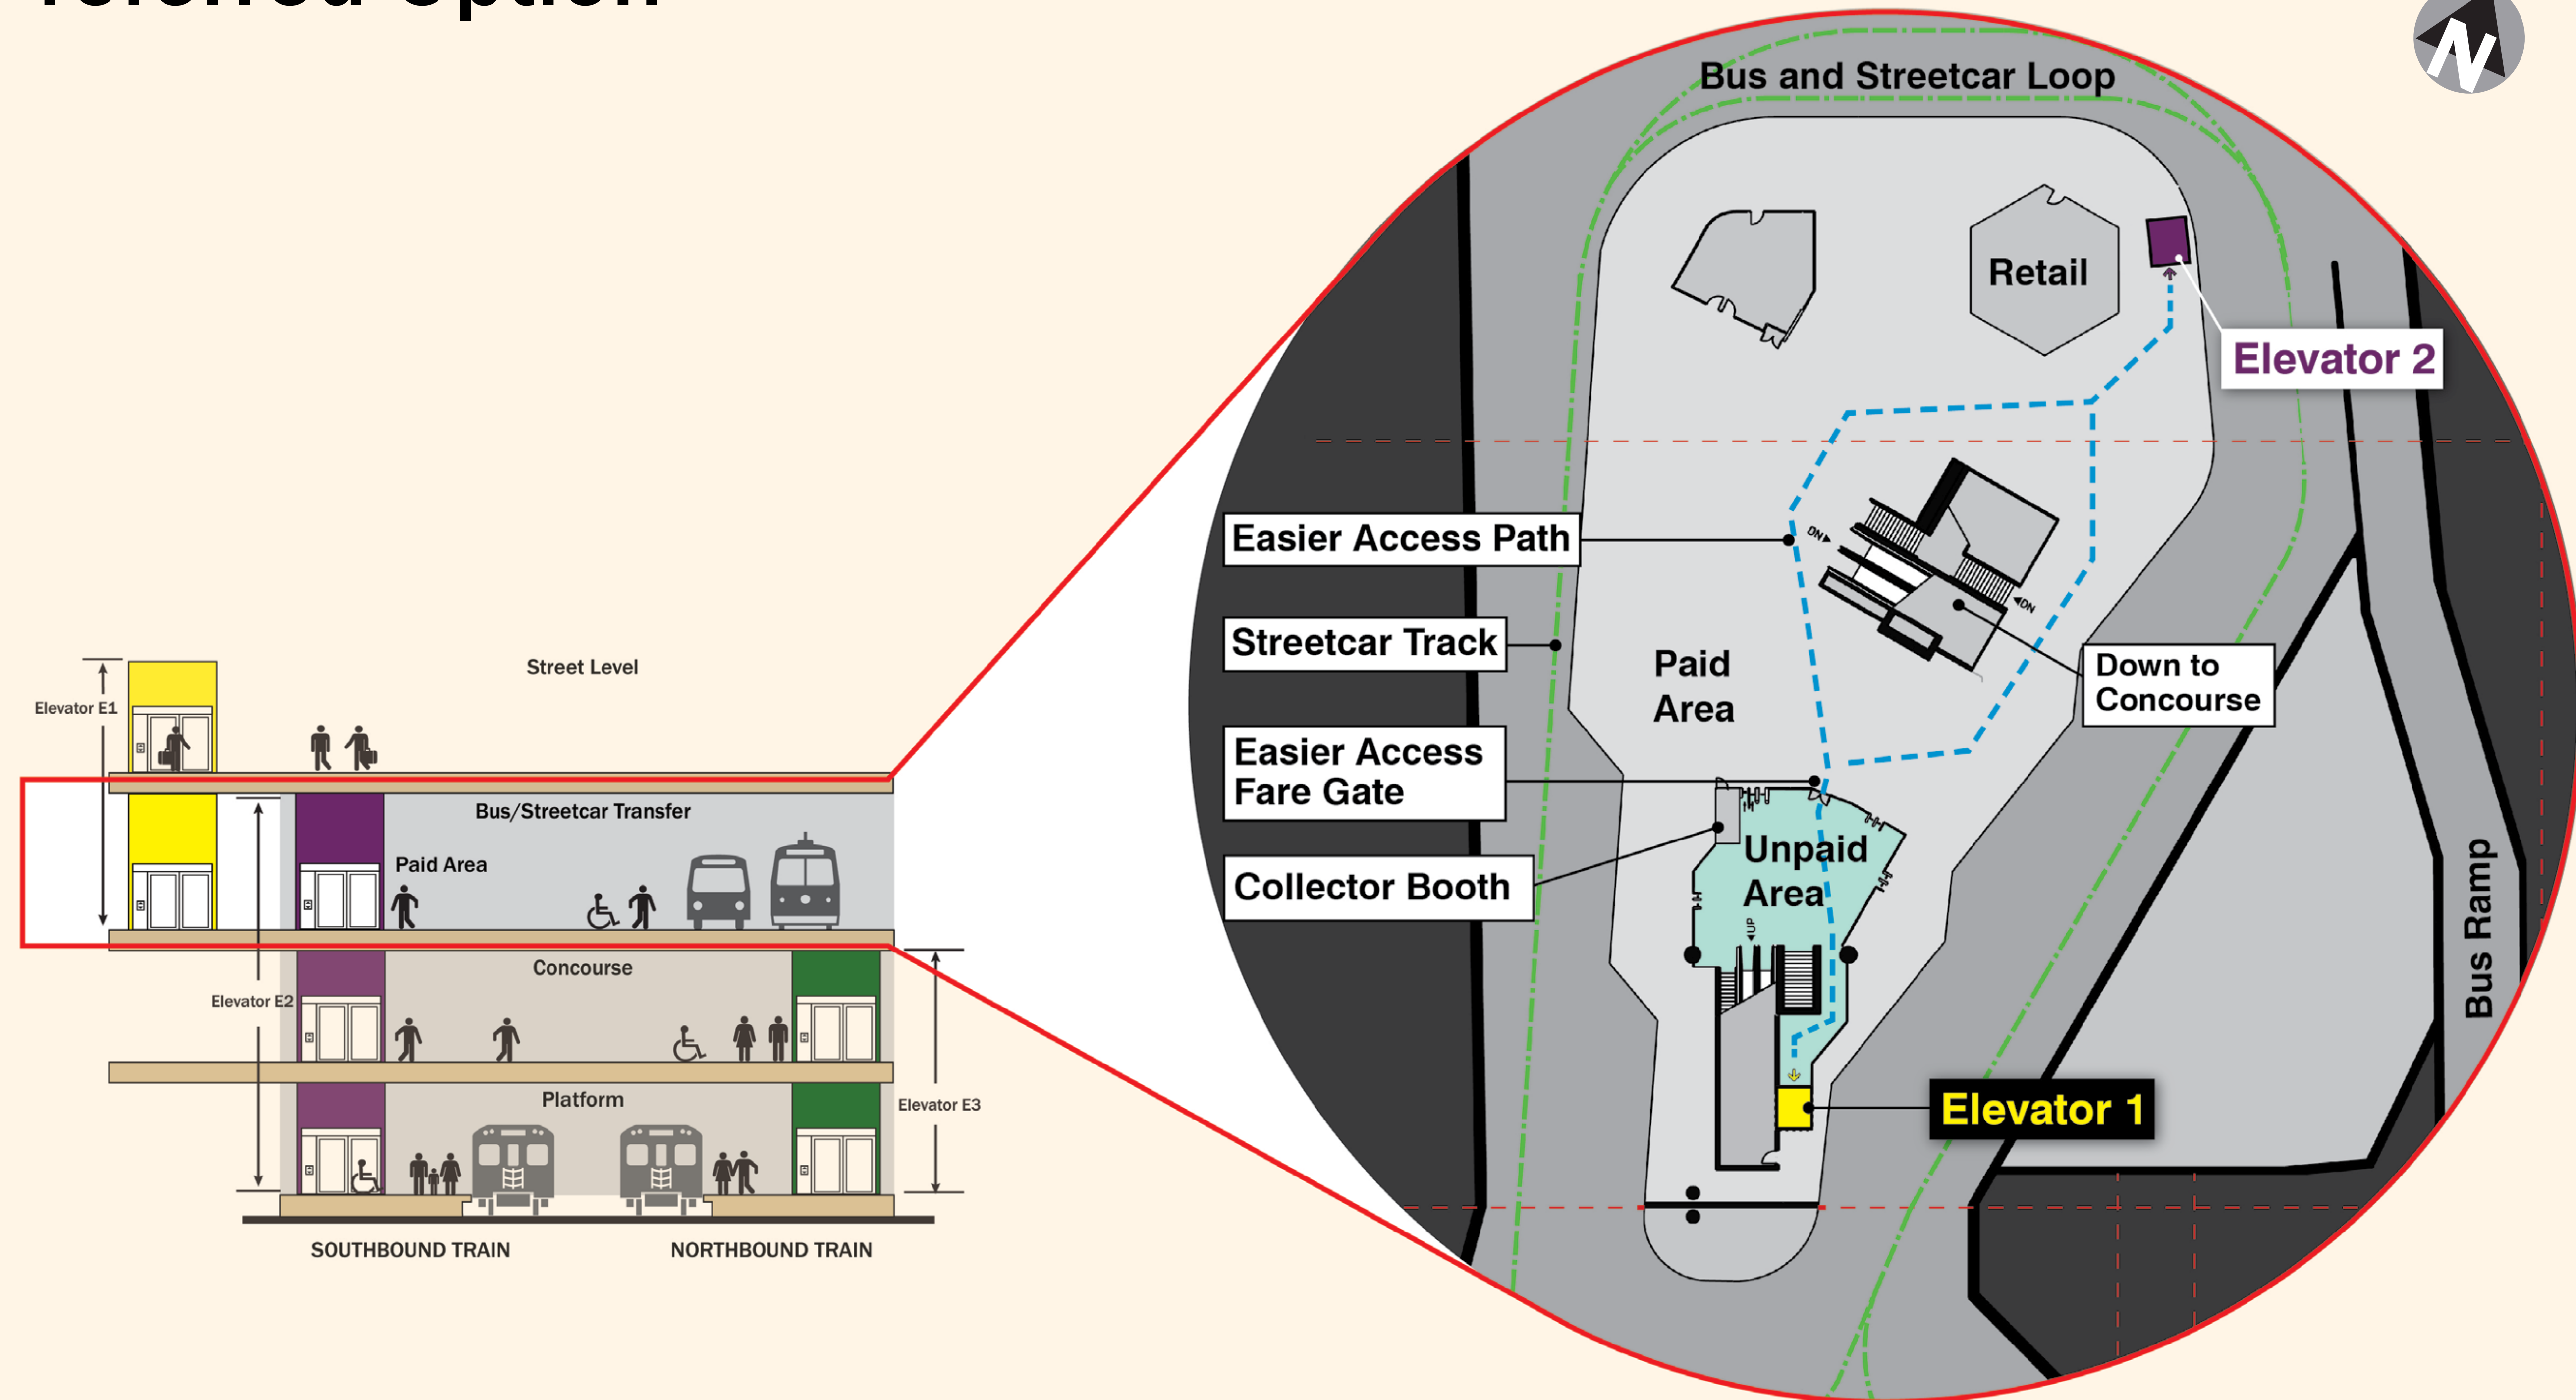 Option
N
Bus and Streetcar Loop
Retail
Elevator 2
Easier Access Path
DN
DN
Streetcar Track
Paid
Area
Down to
Concourse
Easier Access
Fare Gate
Unpaid
Area
Collector Booth
UP
Bus Ramp
Elevator 1
Street Level
Elevator E1
Bus/Streetcar Transfer
Paid Area
Concourse
Elevator E2
Platform
Elevator E3
SOUTHBOUND TRAIN
NORTHBOUND TRAIN